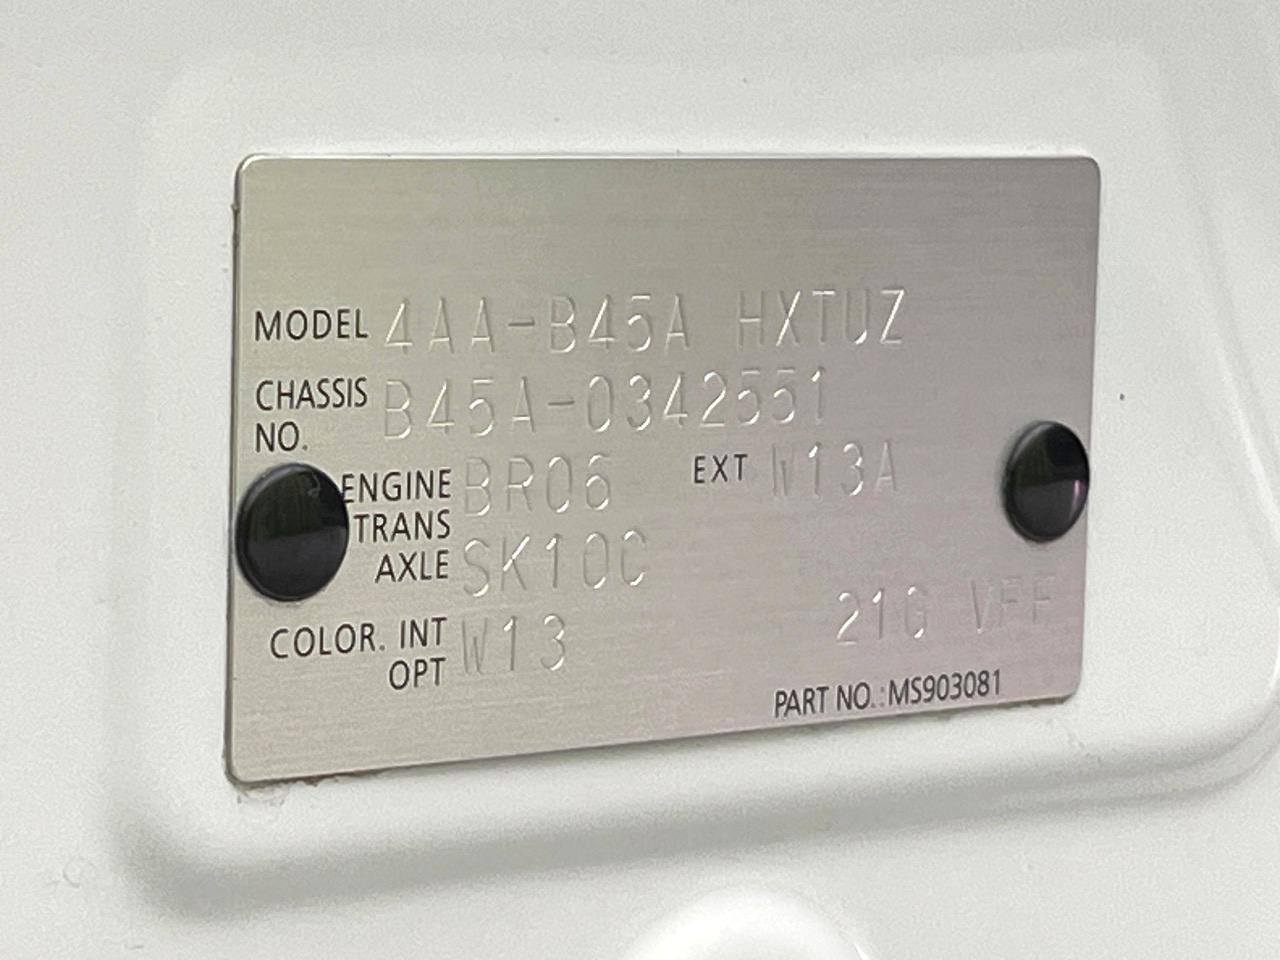 MODEL 4AA-B45A HXTUZ
CHASSIS NO. B45A-0342551
ENGINE BR06 EXT W13A
TRANS AXLE SK10C
COLOR. INT W13
OPT
21G VFF
PART NO.:MS903081